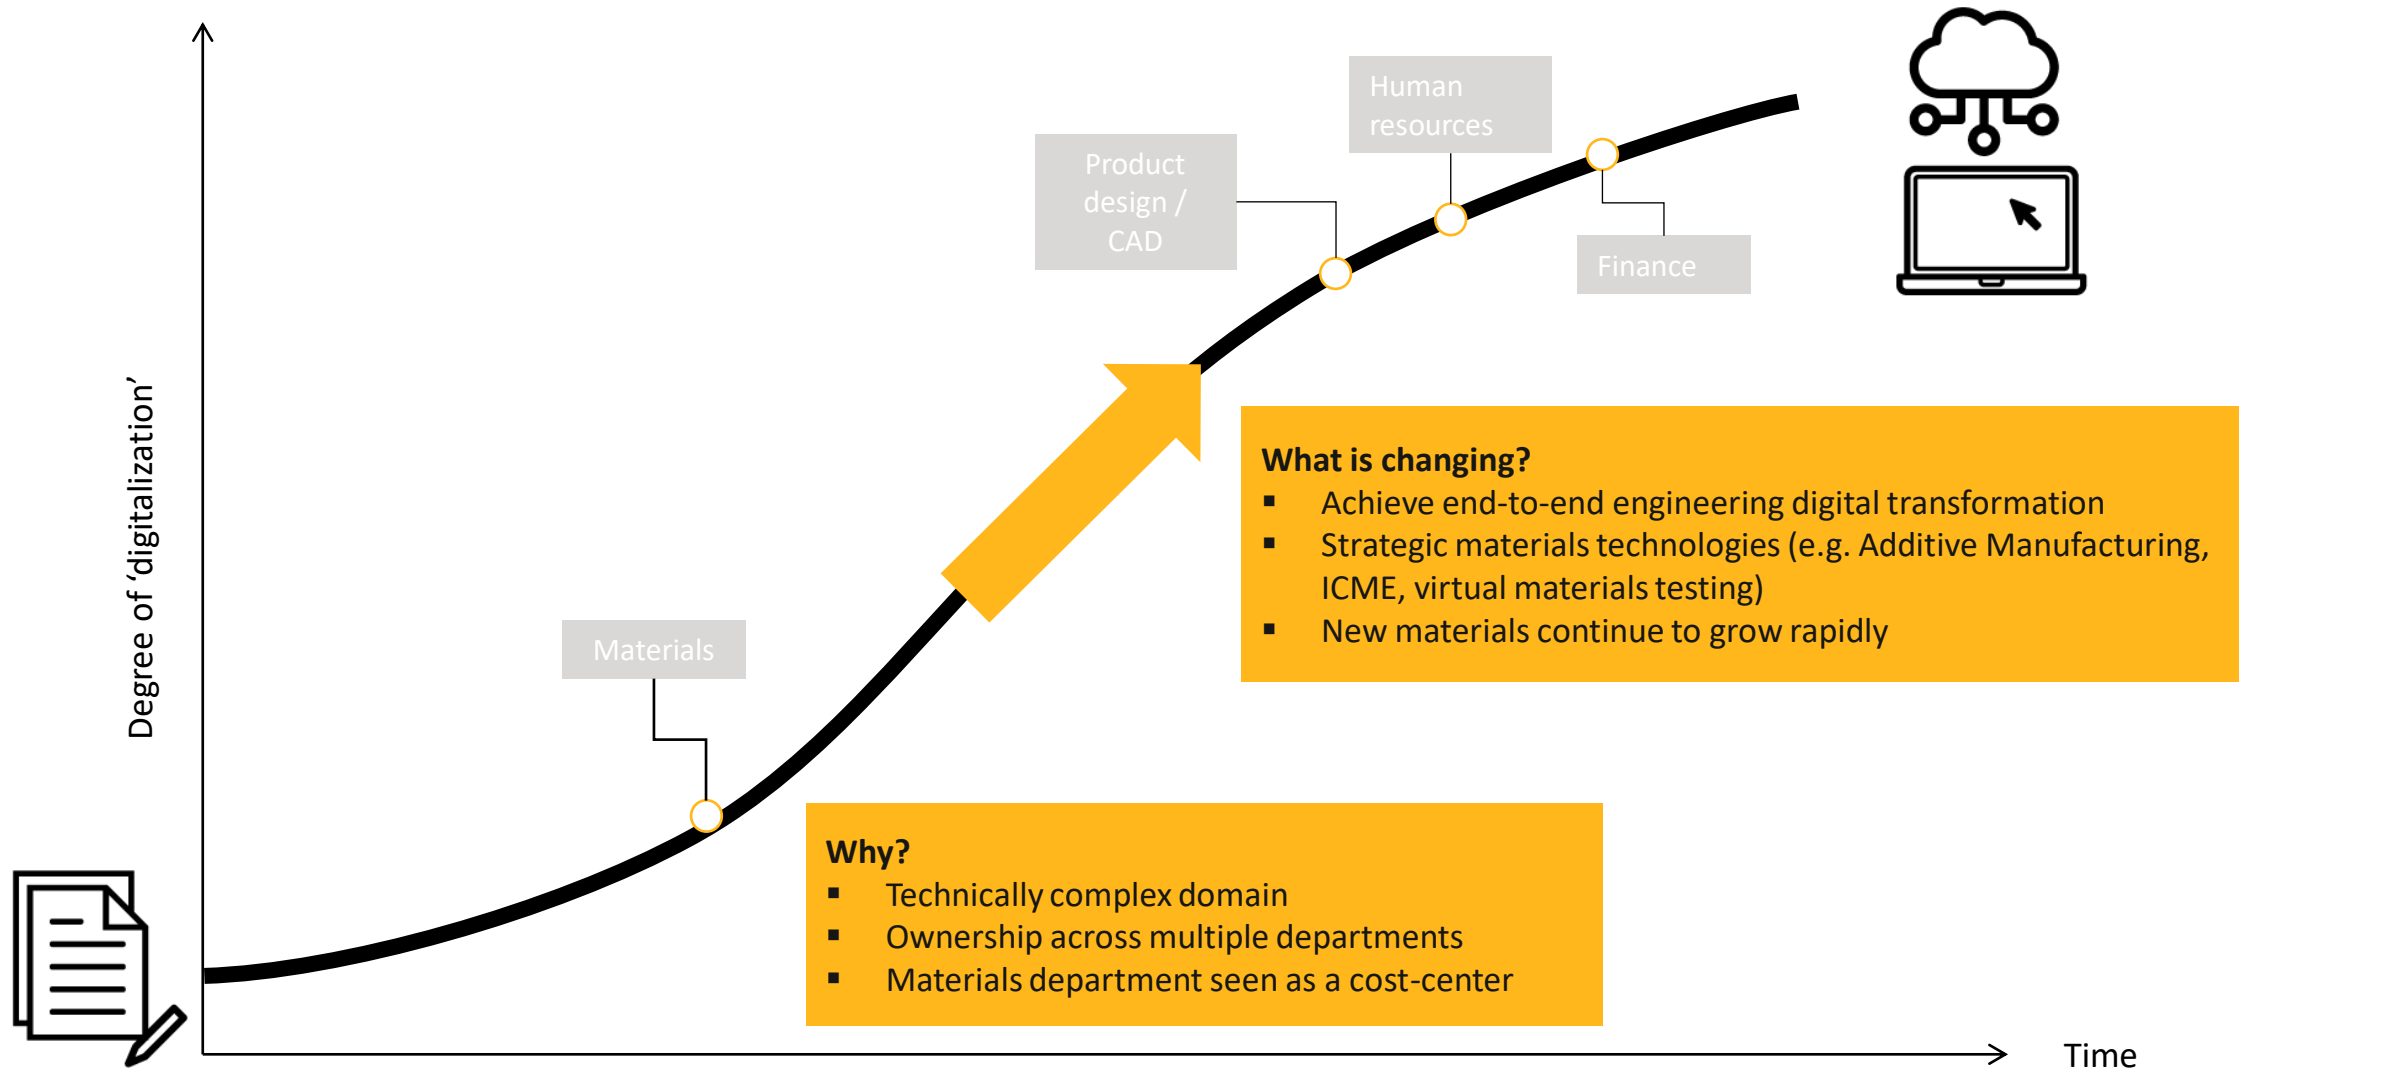 Human
resources
Product
design /
CAD
Finance
Degree of ‘digitalization’
What is changing?
▪ Achieve end-to-end engineering digital transformation
▪ Strategic materials technologies (e.g. Additive Manufacturing,
ICME, virtual materials testing)
▪ New materials continue to grow rapidly
Materials
Why?
▪ Technically complex domain
▪ Ownership across multiple departments
▪ Materials department seen as a cost-center
Time